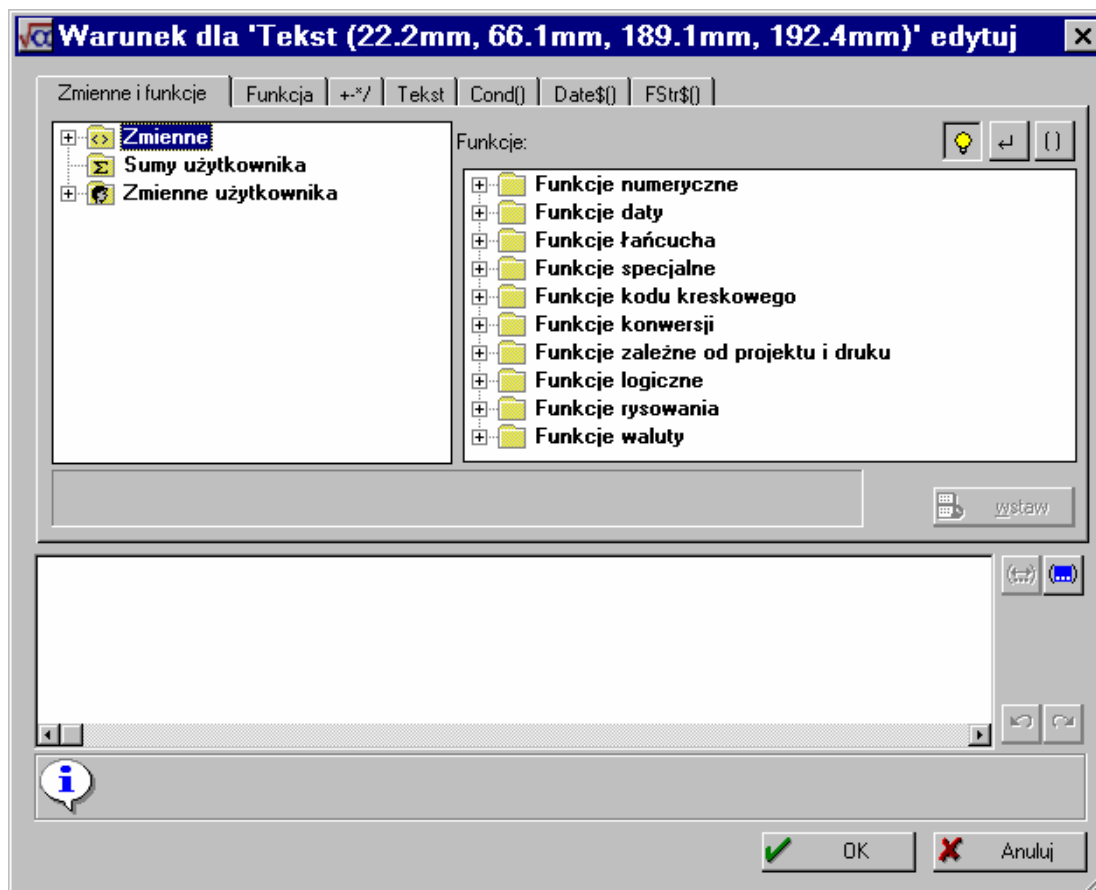 Warunek dla 'Tekst (22.2mm, 66.1mm, 189.1mm, 192.4mm)' edytuj
Zmienne i funkcje Funkcja +-*/ Tekst Cond() Date$() FStr$()
Zmienne
Sumy użytkownika
Zmienne użytkownika
Funkcje:
( )
Funkcje numeryczne
Funkcje daty
Funkcje łańcucha
Funkcje specjalne
Funkcje kodu kreskowego
Funkcje konwersji
Funkcje zależne od projektu i druku
Funkcje logiczne
Funkcje rysowania
Funkcje waluty
wstaw
OK Anuluj